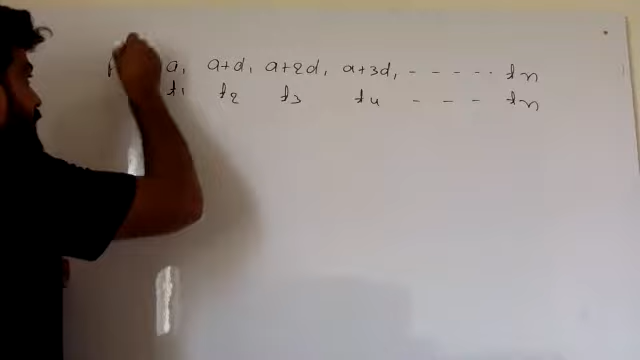 a, a+d, a+2d, a+3d, - - - - . . tn
t1 t2 t3 t4 - - - tn